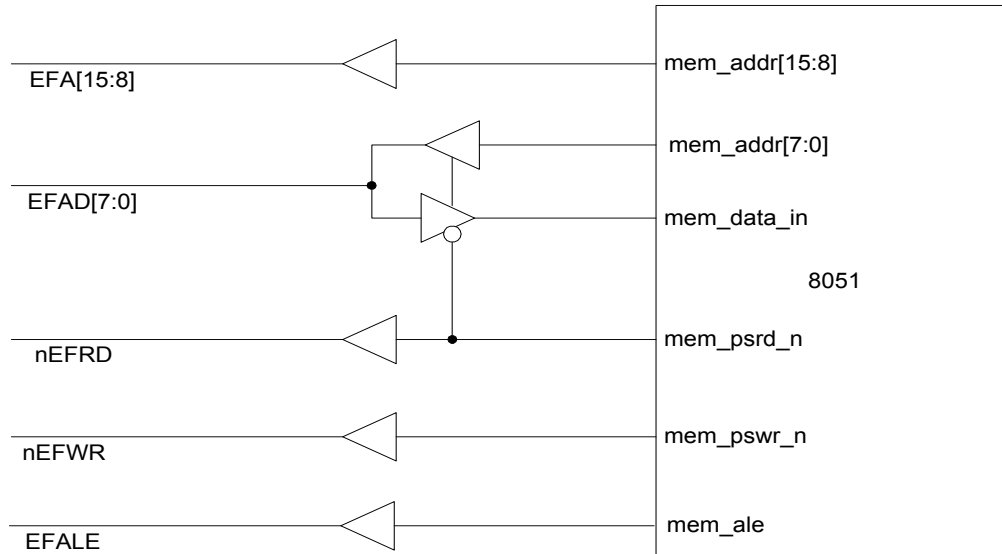 mem_addr[15:8]
EFA[15:8]
mem_addr[7:0]
EFAD[7:0]
mem_data_in
8051
mem_psrd_n
nEFRD
mem_pswr_n
nEFWR
mem_ale
EFALE